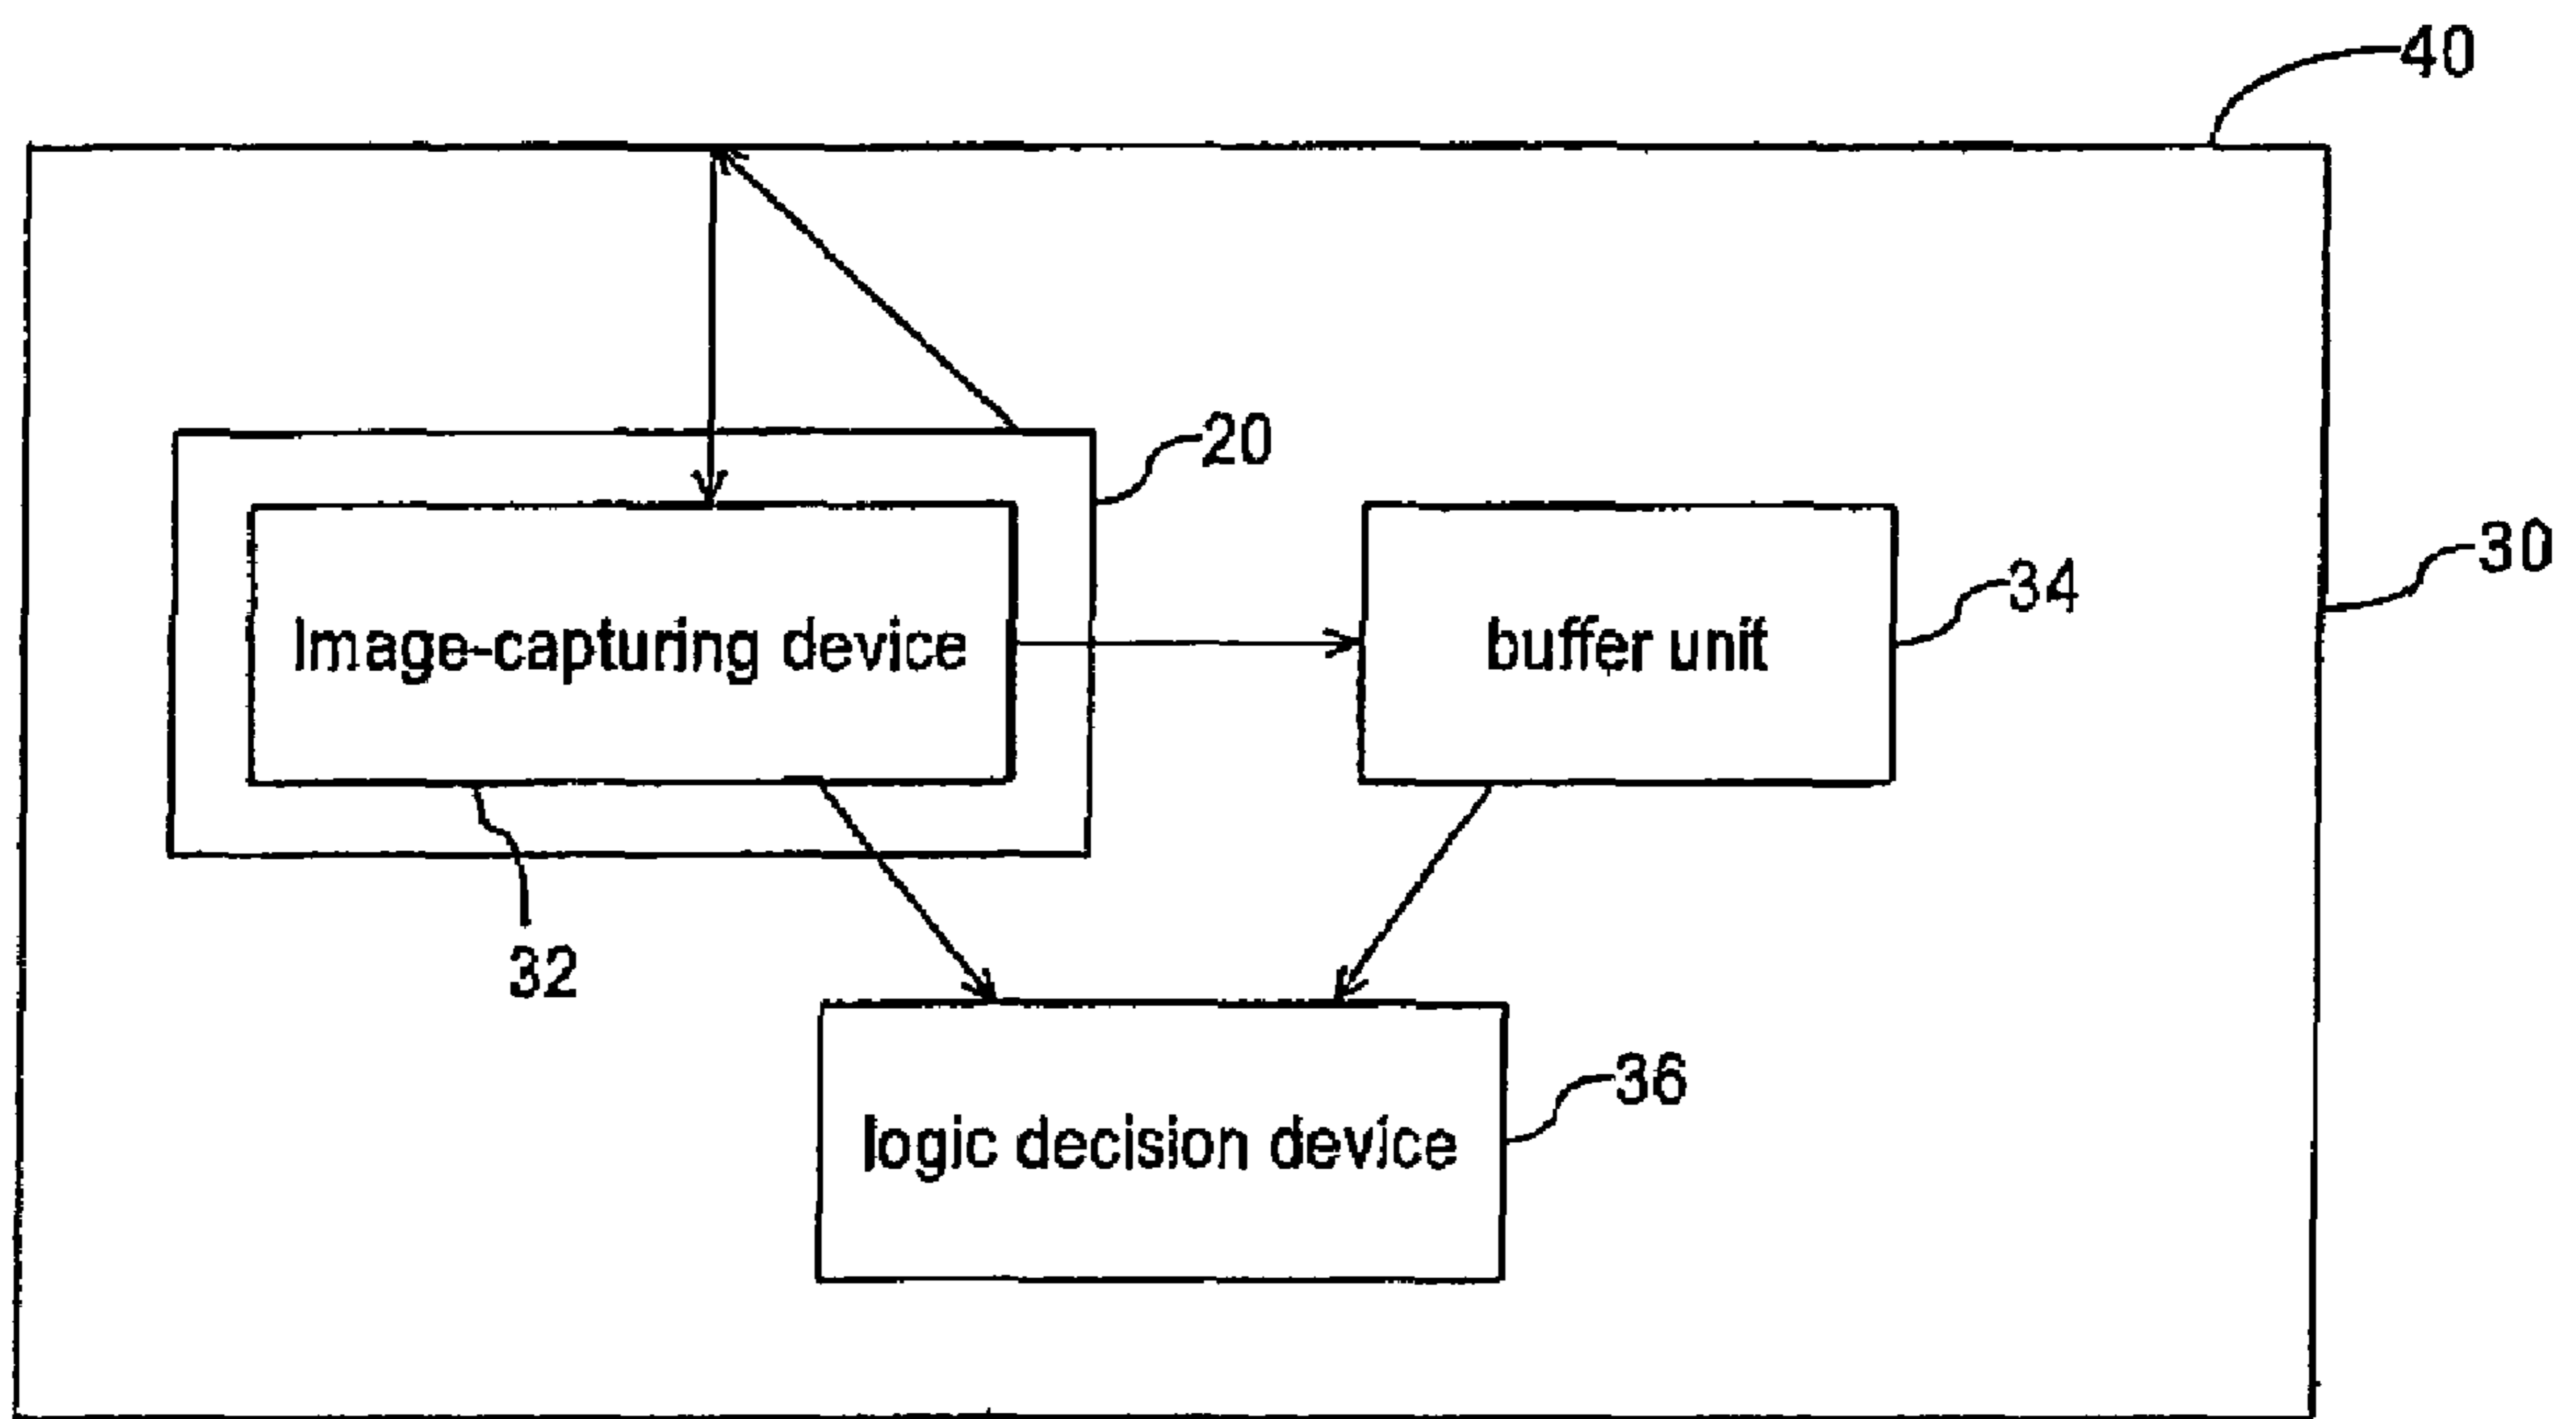 40
20
30
34
Image-capturing device
buffer unit
32
36
logic decision device